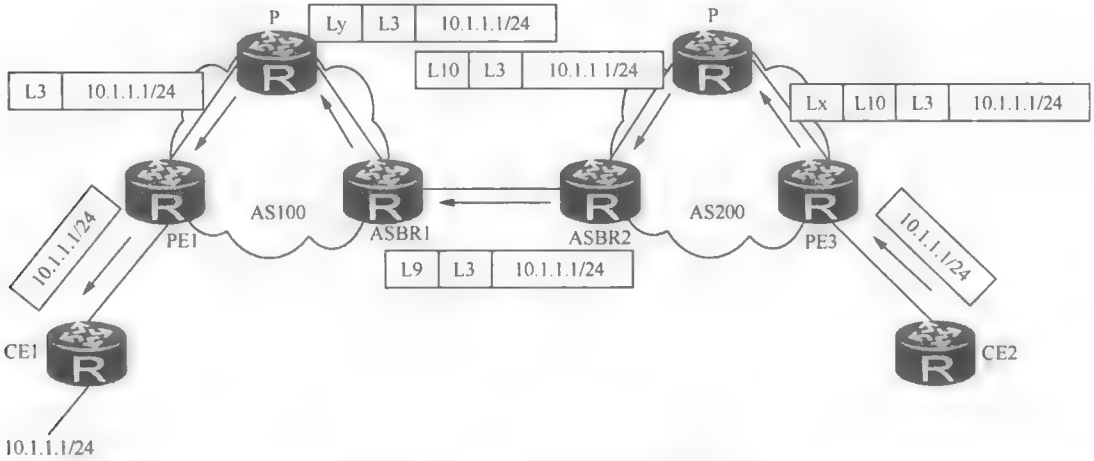 P
Ly L3 10.1.1.1/24
P
L10 L3 10.1.1 1/24
L3 10.1.1.1/24
Lx L10 L3 10.1.1.1/24
R
R
R
R
R
R
AS100
AS200
PE1
ASBR1
ASBR2
PE3
10.1.1.1/24
10.1.1.1/24
L9 L3 10.1.1.1/24
CE1
R
R
CE2
10.1.1.1/24